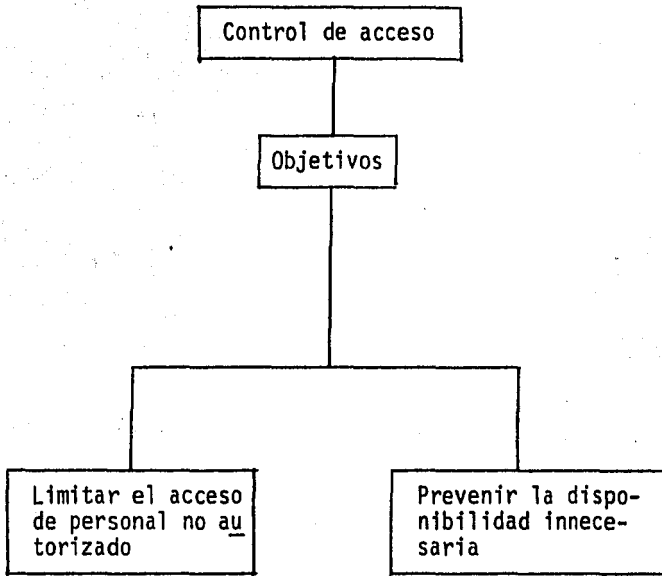 Control de acceso
Objetivos
Limitar el acceso
de personal no au
torizado
Prevenir la dispo-
nibilidad innece-
saria